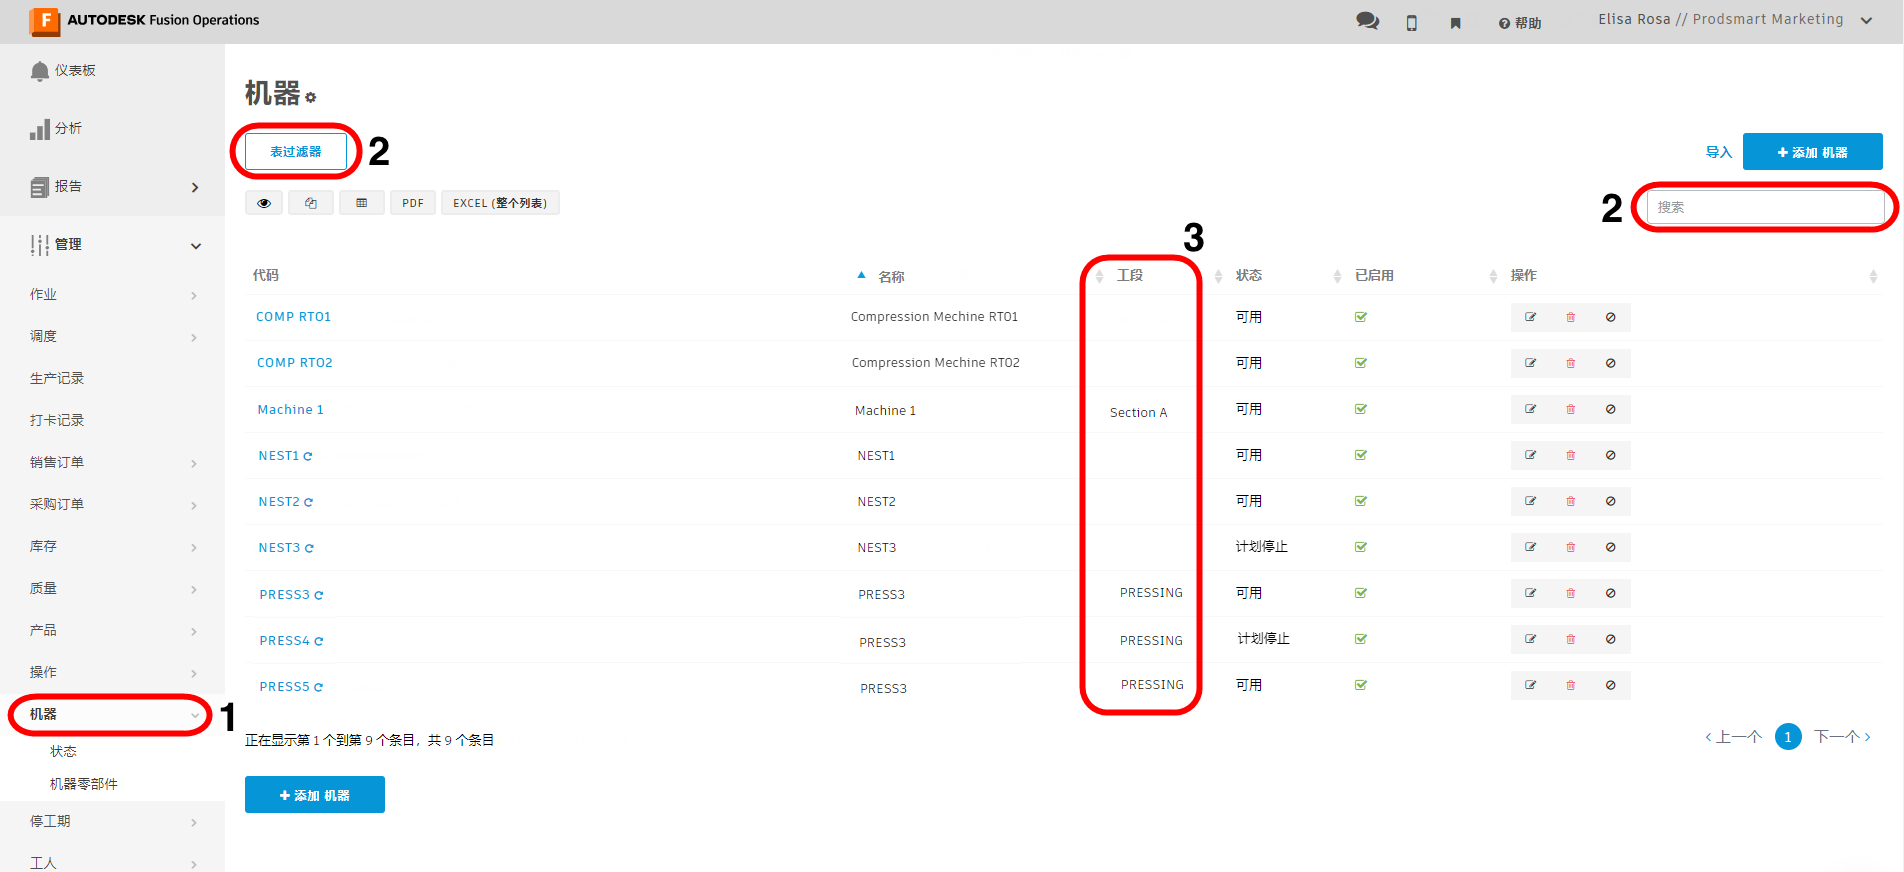 F AUTODESK Fusion Operations
帮助
Elisa Rosa // Prodsmart Marketing
仪表板
分析
报告
管理
作业
调度
生产记录
打卡记录
销售订单
采购订单
库存
质量
产品
操作
机器
1
状态
机器零部件
停工期
工人
机器
表过滤器
2
导入
+ 添加 机器
PDF
EXCEL (整个列表)
2
搜索
3
代码 名称 工段 状态 已启用 操作
COMP RT01 Compression Mechine RT01 可用
COMP RT02 Compression Mechine RT02 可用
Machine 1 Machine 1 Section A 可用
NEST1 NEST1 可用
NEST2 NEST2 可用
NEST3 NEST3 计划停止
PRESS3 PRESS3 PRESSING 可用
PRESS4 PRESS3 PRESSING 计划停止
PRESS5 PRESS3 PRESSING 可用
正在显示第 1 个到第 9 个条目，共 9 个条目
‹ 上一个 1 下一个 ›
+ 添加 机器